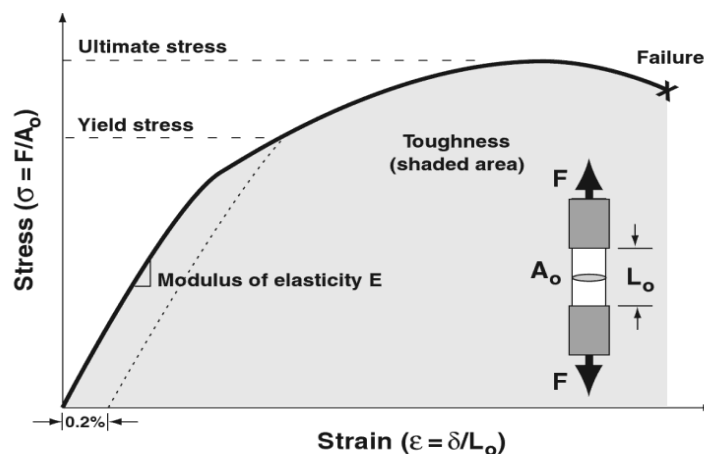 Ultimate stress
Failure
Yield stress
Toughness
(shaded area)
F
Stress (σ = F/Aₒ)
Modulus of elasticity E
Aₒ
Lₒ
F
0.2%
Strain (ε = δ/Lₒ)